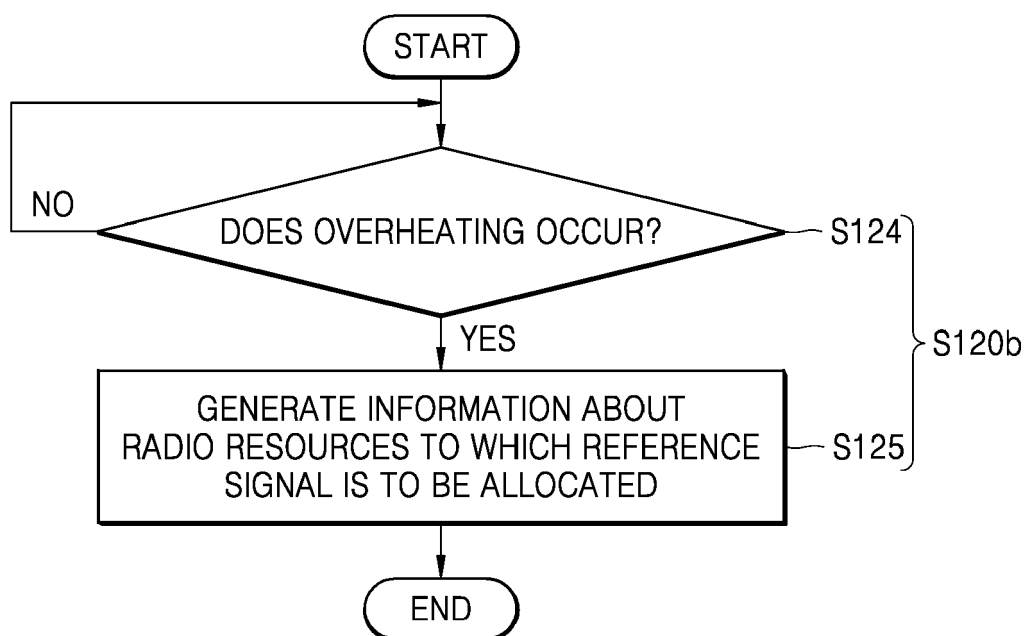 START
NO
DOES OVERHEATING OCCUR?
S124
S120b
YES
GENERATE INFORMATION ABOUT
RADIO RESOURCES TO WHICH REFERENCE
SIGNAL IS TO BE ALLOCATED
S125
END